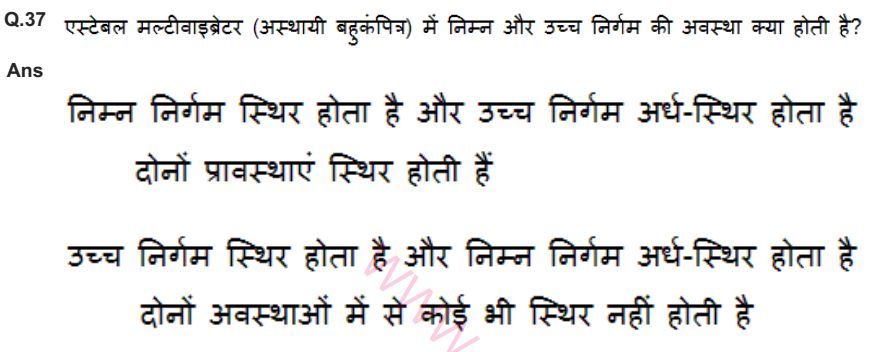 Q.37 एस्टेबल मल्टीवाइब्रेटर (अस्थायी बहुकंपित्र) में निम्न और उच्च निर्गम की अवस्था क्या होती है?
Ans
निम्न निर्गम स्थिर होता है और उच्च निर्गम अर्ध-स्थिर होता है
दोनों प्रावस्थाएं स्थिर होती हैं
उच्च निर्गम स्थिर होता है और निम्न निर्गम अर्ध-स्थिर होता है
दोनों अवस्थाओं में से कोई भी स्थिर नहीं होती है
www